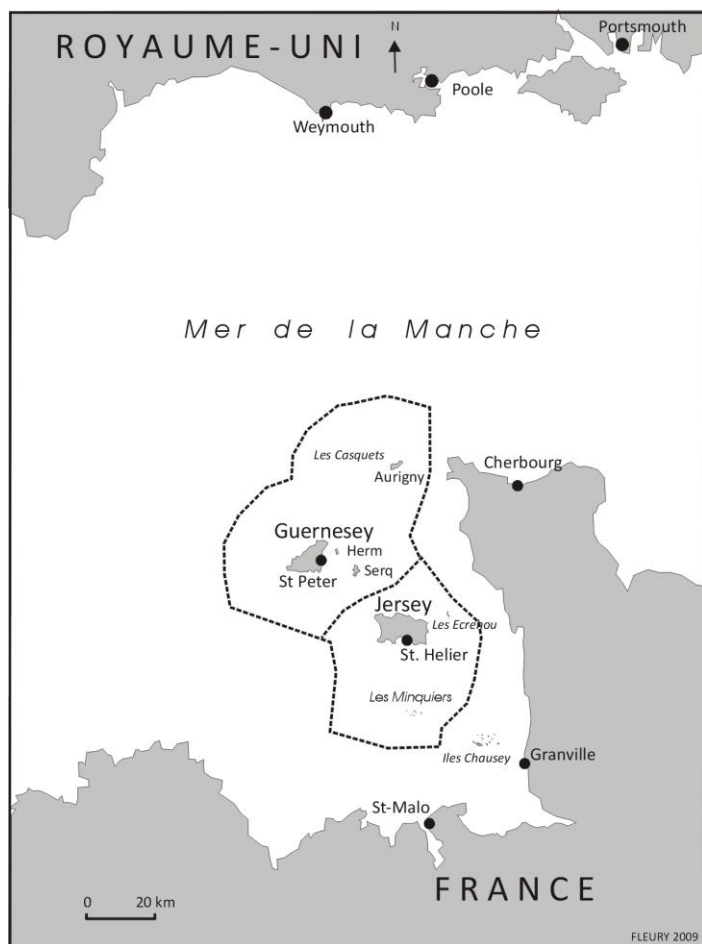 Portsmouth
ROYAUME-UNI
N
Poole
Weymouth
Mer de la Manche
Les Casquets
Aurigny
Cherbourg
Guernesey
Herm
St Peter
Serq
Jersey
Les Ecrehou
St. Helier
Les Minquiers
Iles Chausey
Granville
St-Malo
FRANCE
0 20 km
FLEURY 2009